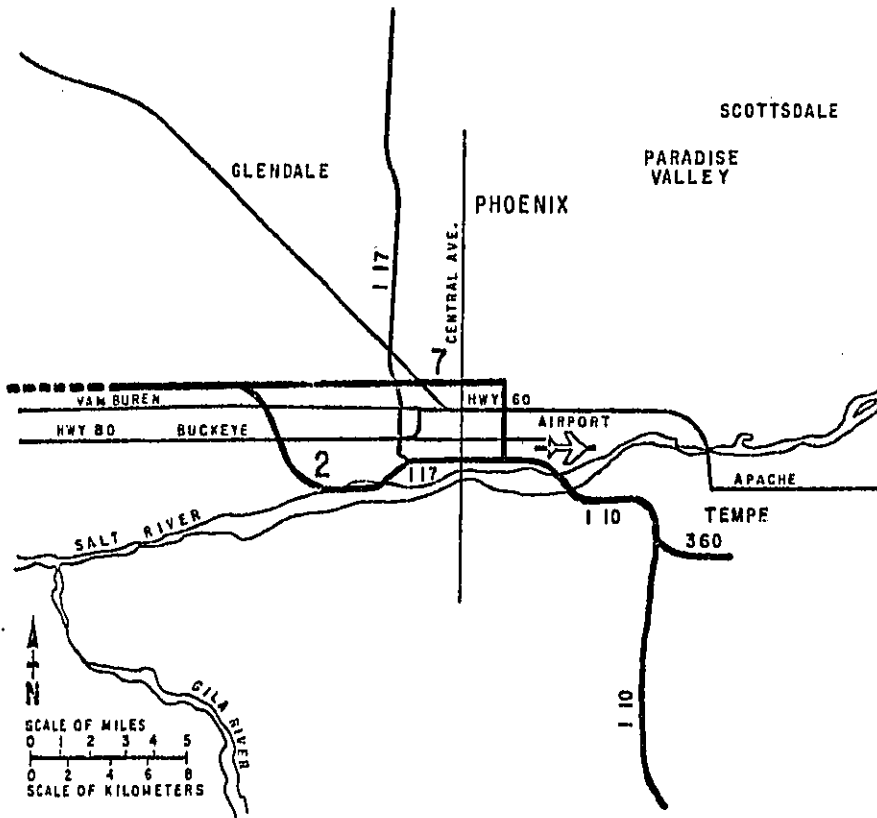 SCOTTSDALE
PARADISE
VALLEY
GLENDALE
PHOENIX
I 17
CENTRAL AVE.
7
VAN BUREN
HWY 60
AIRPORT
HWY 80 BUCKEYE
2
I 17
APACHE
I 10
TEMPE
SALT RIVER
360
I 10
GILA RIVER
N
SCALE OF MILES
0 1 2 3 4 5
0 2 4 6 8
SCALE OF KILOMETERS